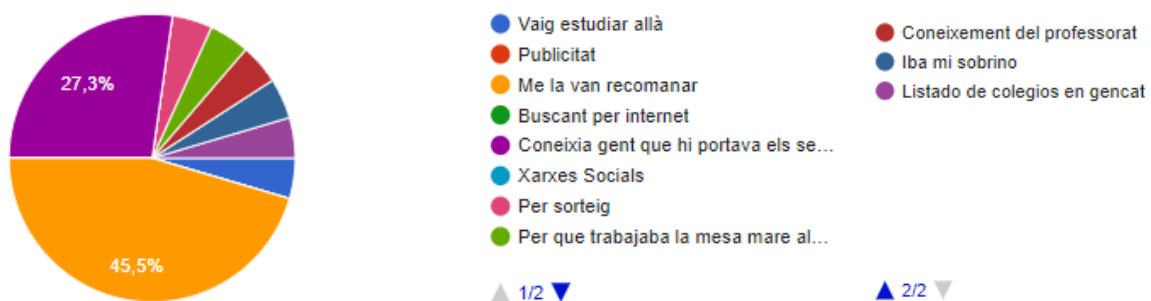 27,3%
45,5%
Vaig estudiar allà
Publicitat
Me la van recomanar
Buscant per internet
Coneixia gent que hi portava els se...
Xarxes Socials
Per sorteig
Per que trabajaba la mesa mare al...
1/2
Coneixement del professorat
Iba mi sobrino
Listado de colegios en gencat
2/2